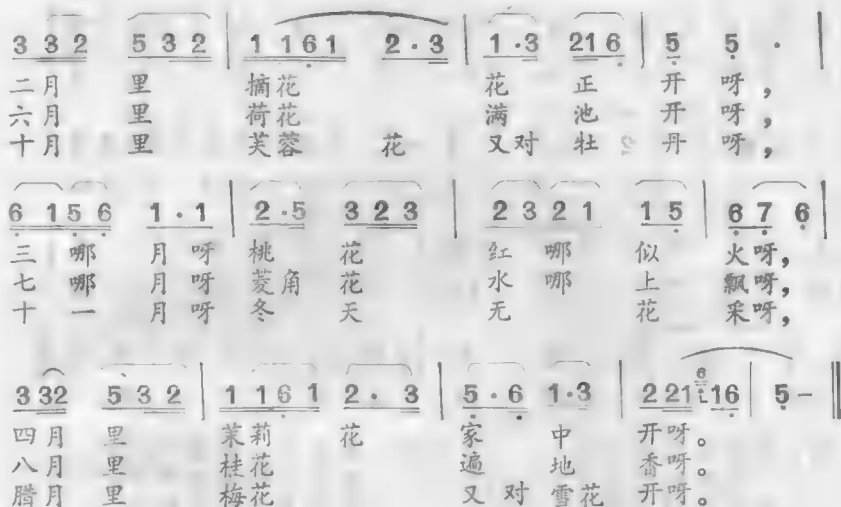 3 3 2 5 3 2 | 1 1 6 1 2 · 3 | 1 · 3 2 1 6 | 5 5 · |
二月 里 摘花 花 正 开 呀，
六月 里 荷花 满 池 开 呀，
十月 里 芙蓉 花 又对 牡 丹 呀，
6 1 5 6 1 · 1 | 2 · 5 3 2 3 | 2 3 2 1 1 5 | 6 7 6 |
三 哪 月 呀 桃 花 红 哪 似 火呀，
七 哪 月 呀 菱角 花 水 哪 上 飘呀，
十 一 月 呀 冬 天 无 花 采呀，
3 3 2 5 3 2 | 1 1 6 1 2 · 3 | 5 · 6 1 · 3 | 2 2 1 1 6 | 5 –
四月 里 茉莉 花 家 中 开呀。
八月 里 桂花 遍 地 香呀。
腊月 里 梅花 又 对 雪花 开呀。